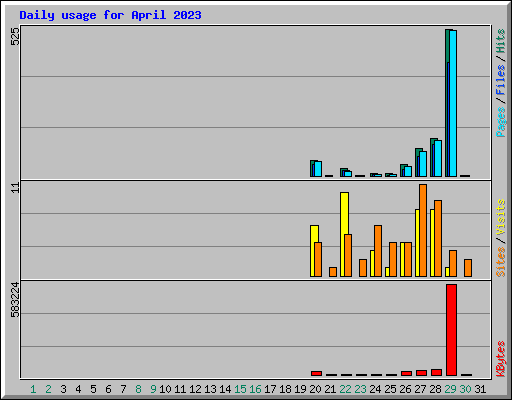 Daily usage for April 2023
525
Pages / Files / Hits
11
Sites / Visits
583224
KBytes
1 2 3 4 5 6 7 8 9 10 11 12 13 14 15 16 17 18 19 20 21 22 23 24 25 26 27 28 29 30 31